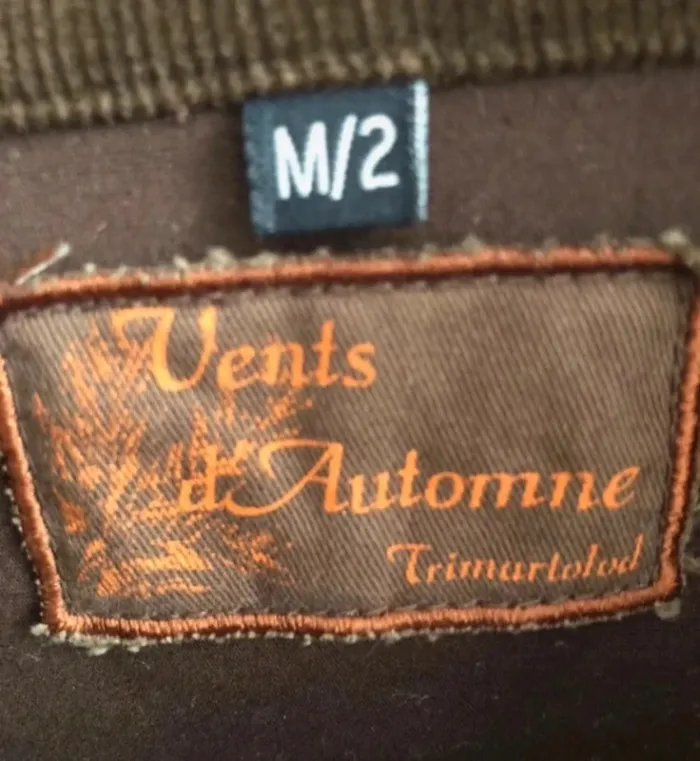 M/2
Vents
d'Automne
Trimartolod